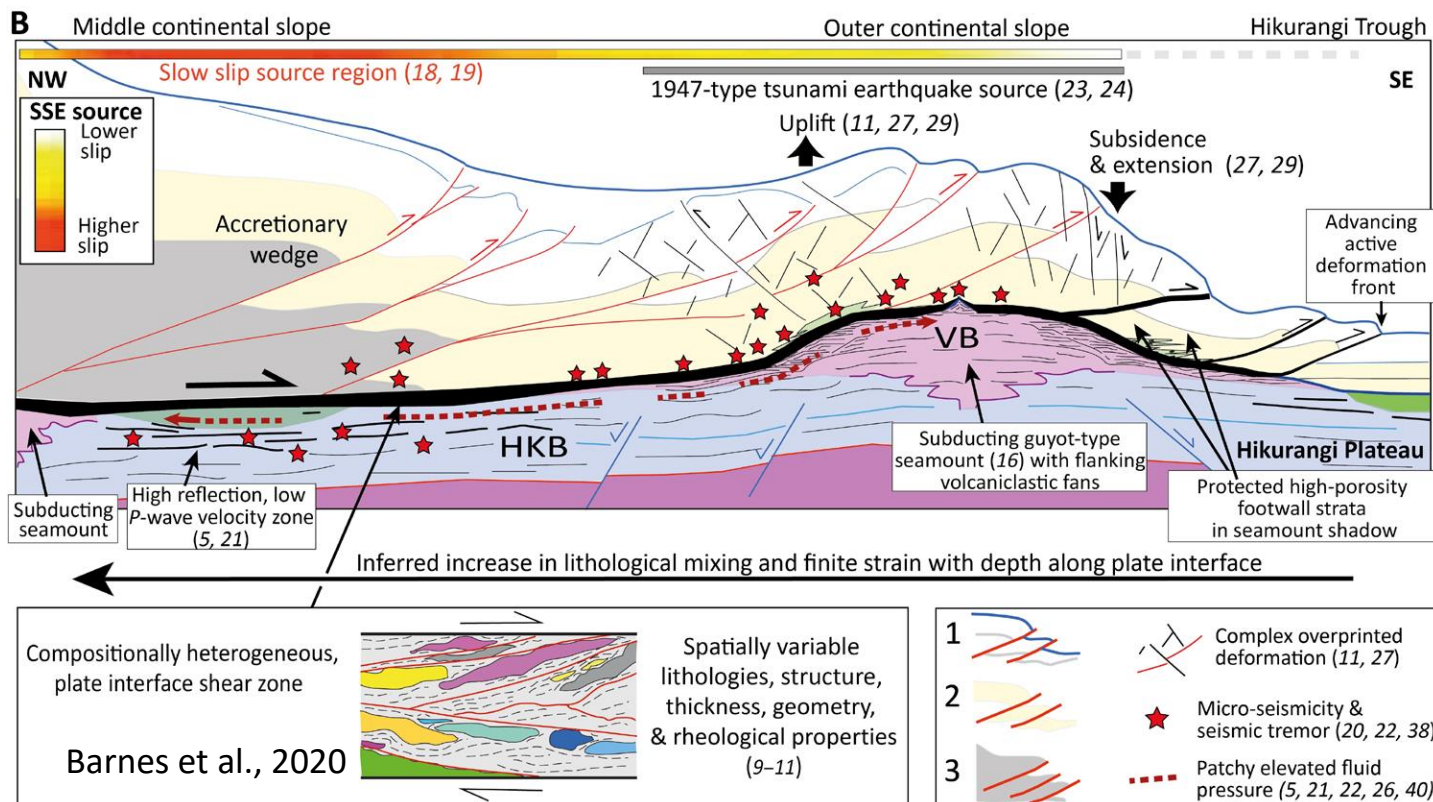 B
Middle continental slope
Outer continental slope
Hikurangi Trough
Slow slip source region (18, 19)
NW
SE
1947-type tsunami earthquake source (23, 24)
SSE source
Lower
slip
Higher
slip
Uplift (11, 27, 29)
Subsidence
& extension (27, 29)
Accretionary
wedge
Advancing
active
deformation
front
VB
HKB
Hikurangi Plateau
Subducting
seamount
High reflection, low
P-wave velocity zone
(5, 21)
Subducting guyot-type
seamount (16) with flanking
volcaniclastic fans
Protected high-porosity
footwall strata
in seamount shadow
Inferred increase in lithological mixing and finite strain with depth along plate interface
Compositionally heterogeneous,
plate interface shear zone
Spatially variable
lithologies, structure,
thickness, geometry,
& rheological properties
(9–11)
Barnes et al., 2020
1
2
3
Complex overprinted
deformation (11, 27)
Micro-seismicity &
seismic tremor (20, 22, 38)
Patchy elevated fluid
pressure (5, 21, 22, 26, 40)